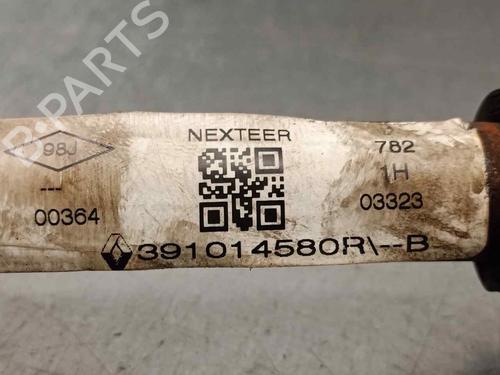 B-PARTS
NEXTEER
98J
---
00364
782
1H
03323
391014580R\--B